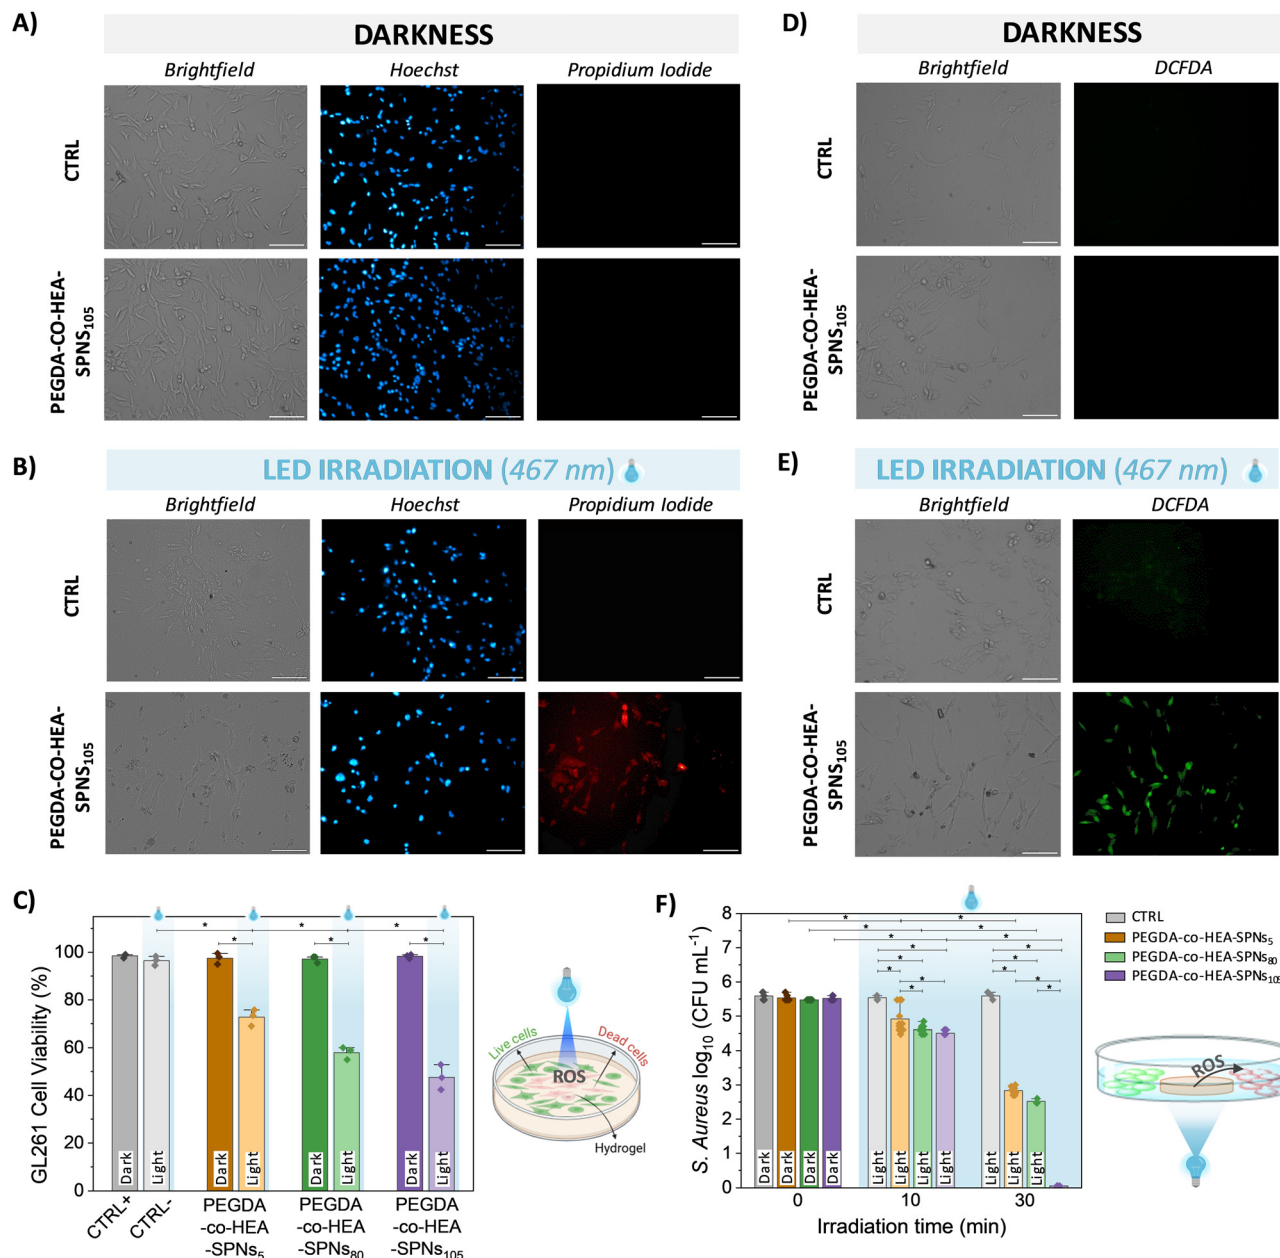 A)
DARKNESS
Brightfield
Hoechst
Propidium Iodide
CTRL
PEGDA-CO-HEA-
SPNS105
D)
DARKNESS
Brightfield
DCFDA
CTRL
PEGDA-CO-HEA-
SPNS105
B)
LED IRRADIATION (467 nm)
Brightfield
Hoechst
Propidium Iodide
CTRL
PEGDA-CO-HEA-
SPNS105
E)
LED IRRADIATION (467 nm)
Brightfield
DCFDA
CTRL
PEGDA-CO-HEA-
SPNS105
C)
GL261 Cell Viability (%)
100
80
60
40
20
0
* * *
* * *
Dark
Light
Dark
Light
Dark
Light
Dark
Light
CTRL+
CTRL-
PEGDA
-co-HEA
-SPNs5
PEGDA
-co-HEA
-SPNs80
PEGDA
-co-HEA
-SPNs105
Live cells
Dead cells
ROS
Hydrogel
F)
S. Aureus log10 (CFU mL-1)
8
7
6
5
4
3
2
1
0
* *
* *
* *
* *
* *
* *
* *
* *
Dark
Dark
Dark
Dark
Light
Light
Light
Light
Light
Light
Light
0
10
30
Irradiation time (min)
CTRL
PEGDA-co-HEA-SPNs5
PEGDA-co-HEA-SPNs80
PEGDA-co-HEA-SPNs105
ROS